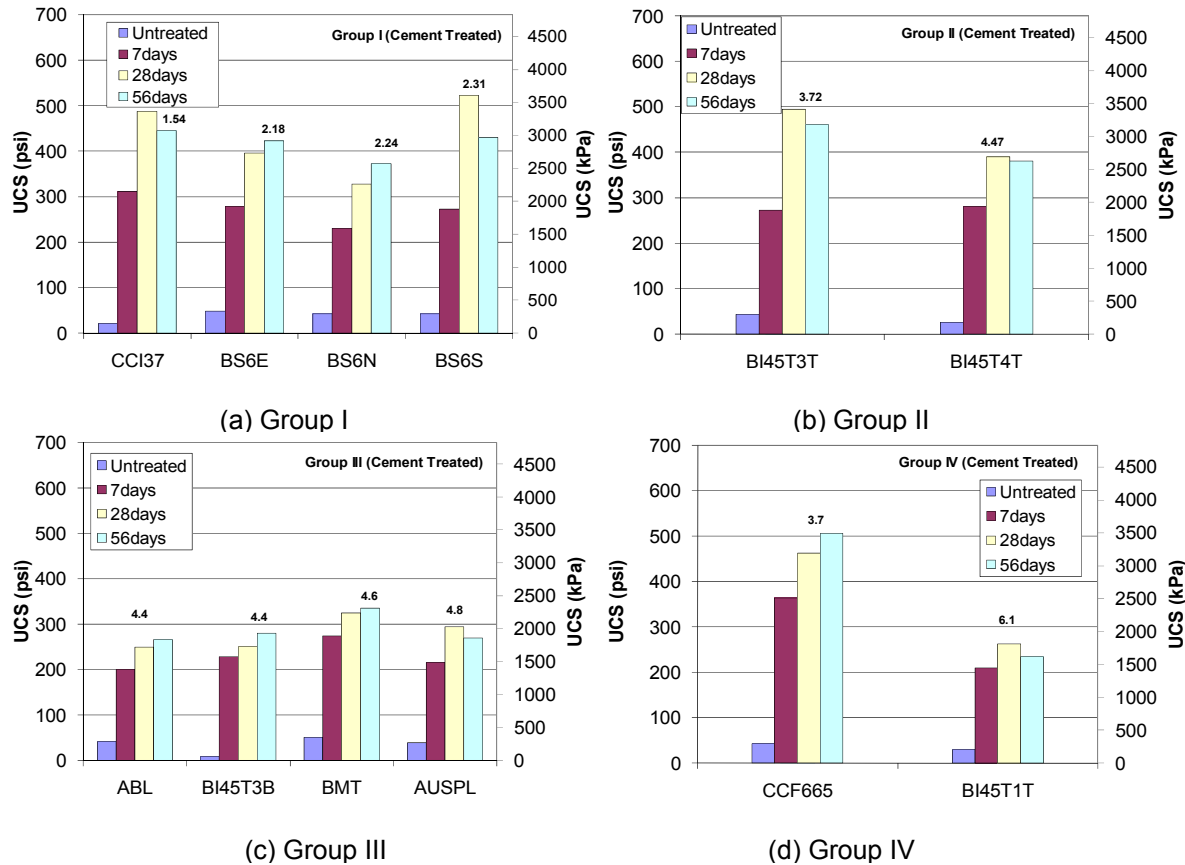 700
600
500
400
300
200
100
0
UCS (psi)
Untreated
7days
28days
56days
Group I (Cement Treated)
1.54
2.18
2.24
2.31
4500
4000
3500
3000
2500
2000
1500
1000
500
0
UCS (kPa)
CCI37 BS6E BS6N BS6S
(a) Group I
700
600
500
400
300
200
100
0
UCS (psi)
Untreated
7days
28days
56days
Group II (Cement Treated)
3.72
4.47
4500
4000
3500
3000
2500
2000
1500
1000
500
0
UCS (kPa)
BI45T3T BI45T4T
(b) Group II
700
600
500
400
300
200
100
0
UCS (psi)
Untreated
7days
28days
56days
Group III (Cement Treated)
4.4
4.4
4.6
4.8
4500
4000
3500
3000
2500
2000
1500
1000
500
0
UCS (kPa)
ABL BI45T3B BMT AUSPL
(c) Group III
700
600
500
400
300
200
100
0
UCS (psi)
Group IV (Cement Treated)
Untreated
7days
28days
56days
3.7
6.1
4500
4000
3500
3000
2500
2000
1500
1000
500
0
UCS (kPa)
CCF665 BI45T1T
(d) Group IV